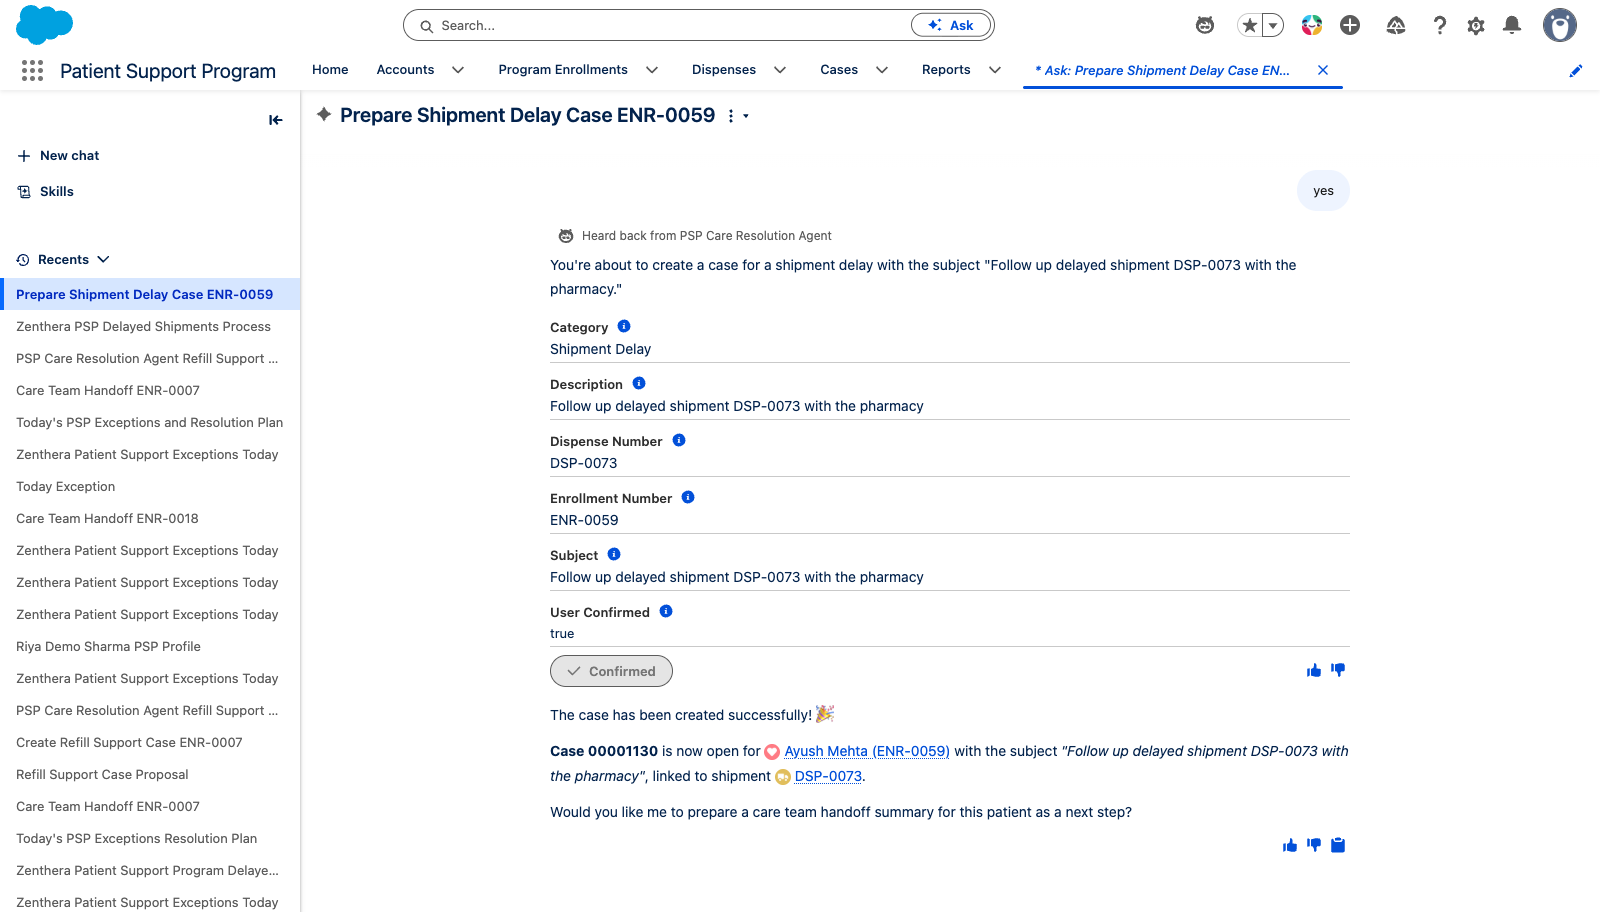 Search...
Ask
Patient Support Program
Home
Accounts
Program Enrollments
Dispenses
Cases
Reports
* Ask: Prepare Shipment Delay Case EN...
New chat
Skills
Recents
Prepare Shipment Delay Case ENR-0059
Zenthera PSP Delayed Shipments Process
PSP Care Resolution Agent Refill Support ...
Care Team Handoff ENR-0007
Today's PSP Exceptions and Resolution Plan
Zenthera Patient Support Exceptions Today
Today Exception
Care Team Handoff ENR-0018
Zenthera Patient Support Exceptions Today
Zenthera Patient Support Exceptions Today
Zenthera Patient Support Exceptions Today
Riya Demo Sharma PSP Profile
Zenthera Patient Support Exceptions Today
PSP Care Resolution Agent Refill Support ...
Create Refill Support Case ENR-0007
Refill Support Case Proposal
Care Team Handoff ENR-0007
Today's PSP Exceptions Resolution Plan
Zenthera Patient Support Program Delaye...
Zenthera Patient Support Exceptions Today
Prepare Shipment Delay Case ENR-0059
yes
Heard back from PSP Care Resolution Agent
You're about to create a case for a shipment delay with the subject "Follow up delayed shipment DSP-0073 with the
pharmacy."
Category
Shipment Delay
Description
Follow up delayed shipment DSP-0073 with the pharmacy
Dispense Number
DSP-0073
Enrollment Number
ENR-0059
Subject
Follow up delayed shipment DSP-0073 with the pharmacy
User Confirmed
true
Confirmed
The case has been created successfully! 🎉
Case 00001130 is now open for Ayush Mehta (ENR-0059) with the subject "Follow up delayed shipment DSP-0073 with
the pharmacy", linked to shipment DSP-0073.
Would you like me to prepare a care team handoff summary for this patient as a next step?